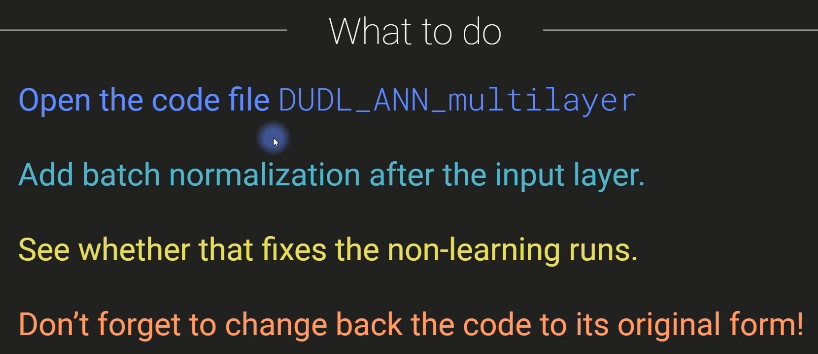 What to do
Open the code file DUDL_ANN_multilayer
Add batch normalization after the input layer.
See whether that fixes the non-learning runs.
Don’t forget to change back the code to its original form!